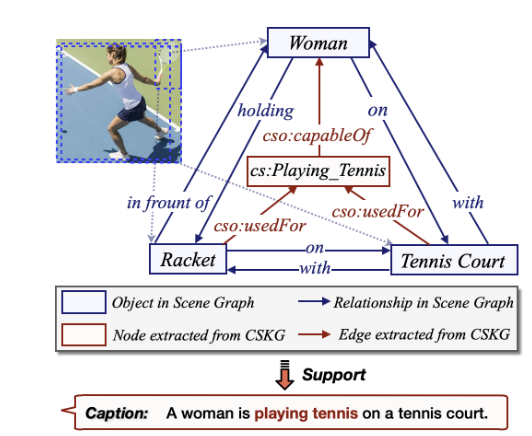 Woman
holding
on
cso:capableOf
cs:Playing_Tennis
in frount of
cso:usedFor
cso:usedFor
with
Racket
on
with
Tennis Court
Object in Scene Graph
Relationship in Scene Graph
Node extracted from CSKG
Edge extracted from CSKG
Support
Caption: A woman is playing tennis on a tennis court.